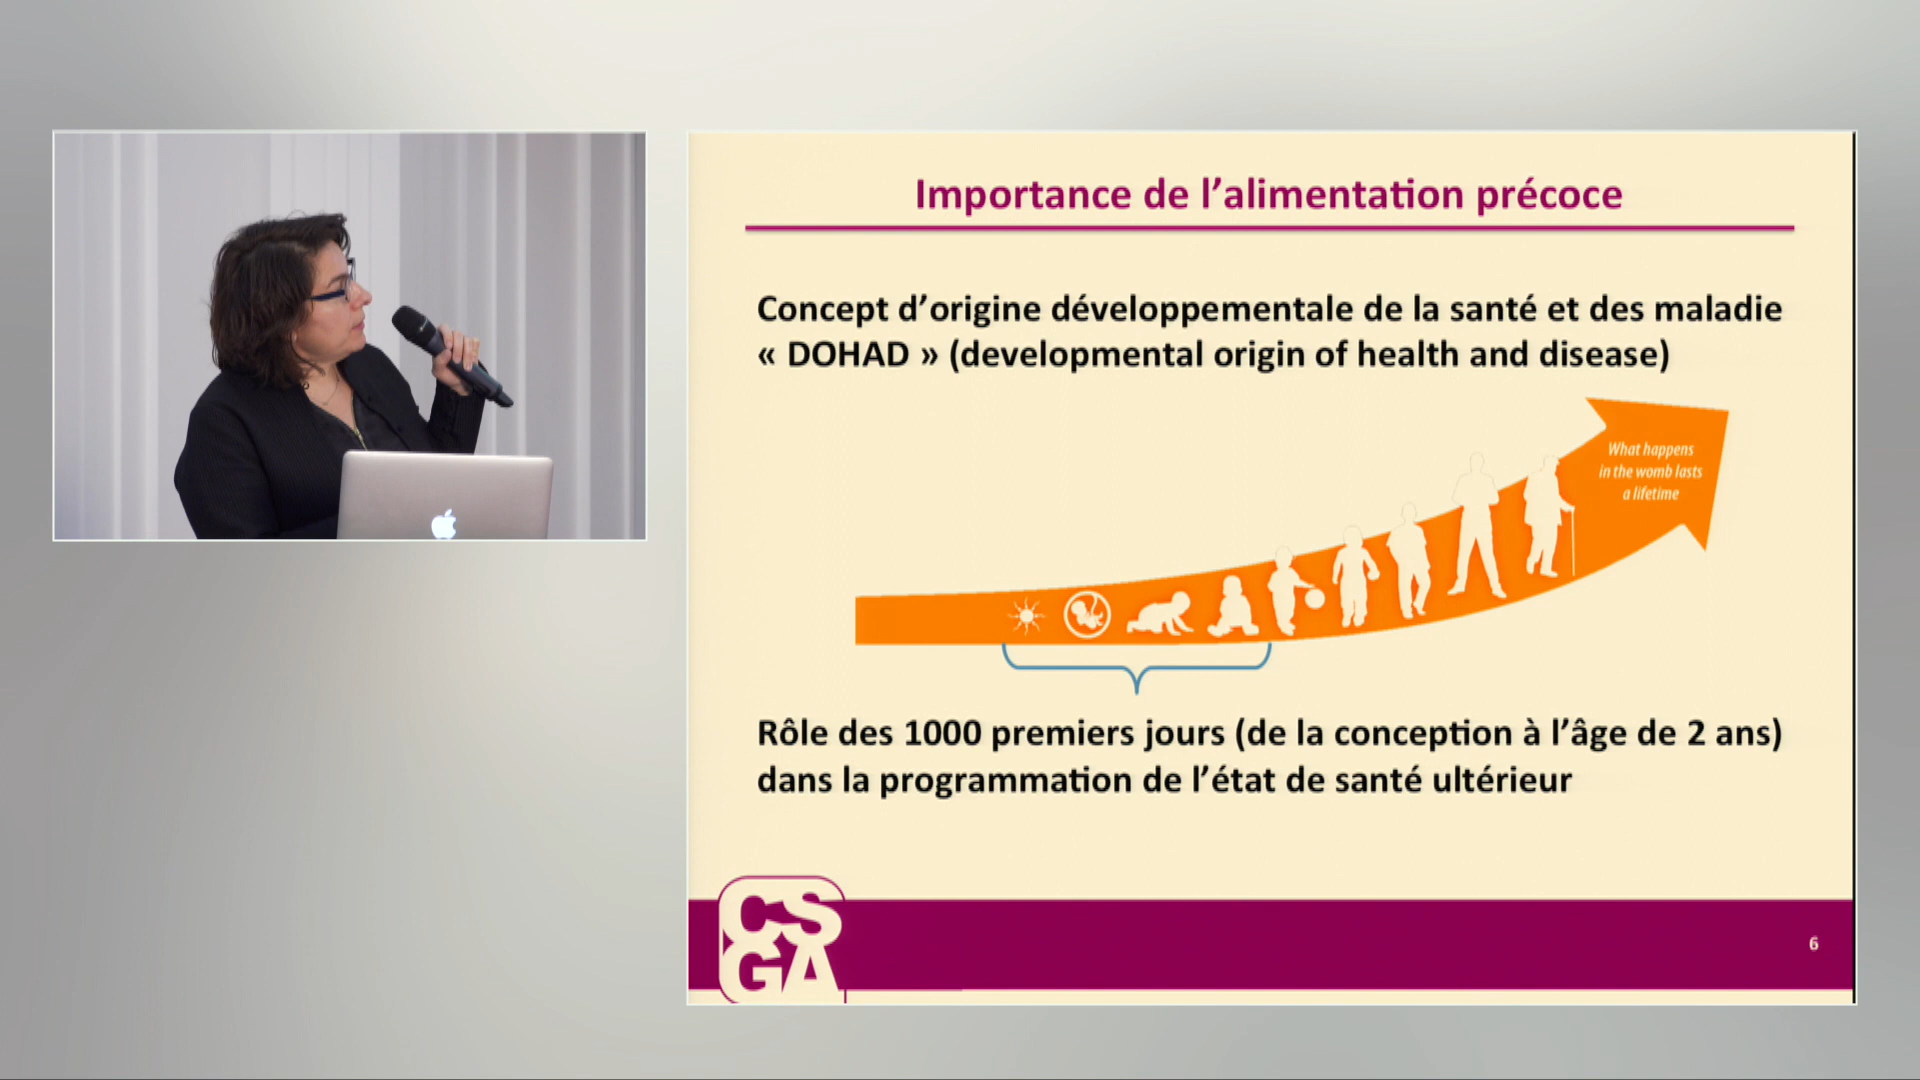 Importance de l'alimentation précoce
Concept d'origine développementale de la santé et des maladie
« DOHAD » (developmental origin of health and disease)
What happens
in the womb lasts
a lifetime
Rôle des 1000 premiers jours (de la conception à l'âge de 2 ans)
dans la programmation de l'état de santé ultérieur
CS
GA
6